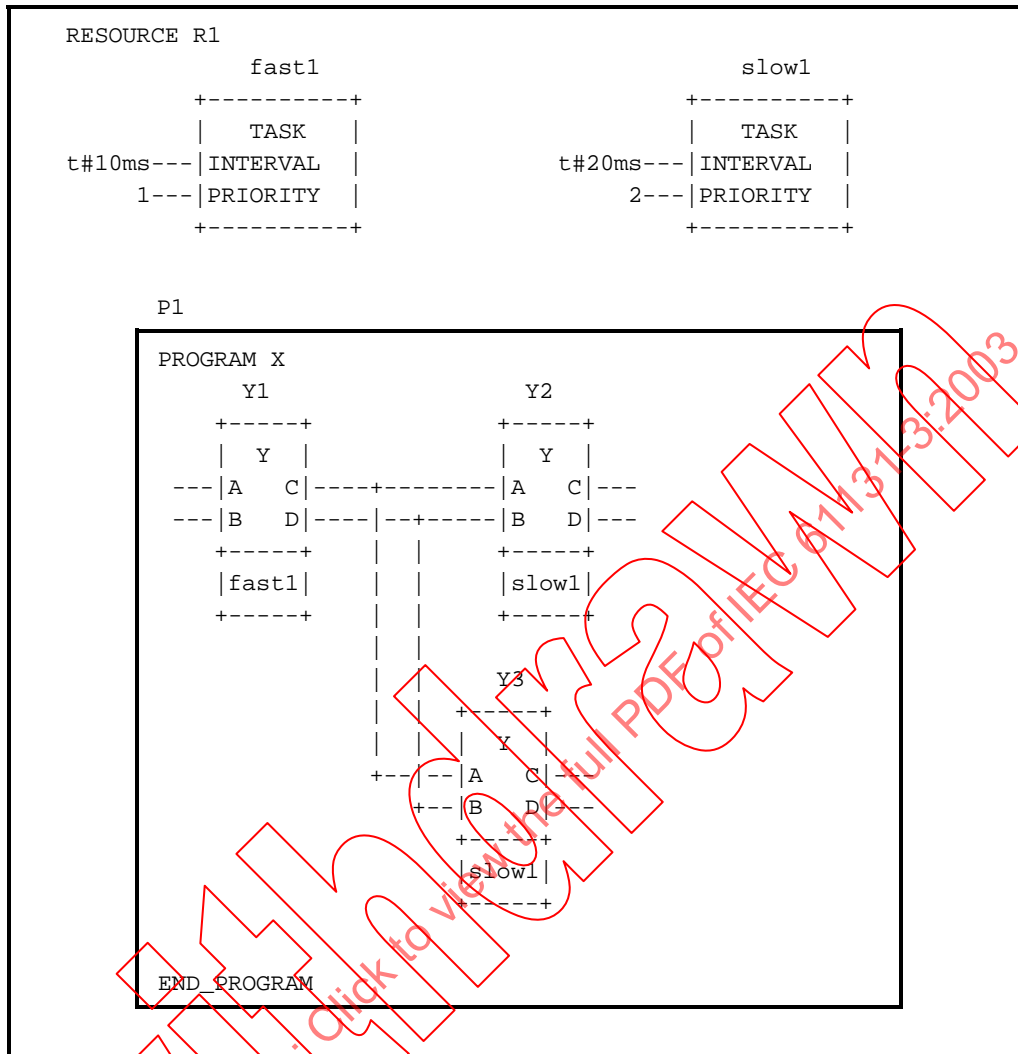 RESOURCE R1
fast1 slow1
+----------+ +----------+
| TASK | | TASK |
t#10ms---|INTERVAL | t#20ms---|INTERVAL |
1---|PRIORITY | 2---|PRIORITY |
+----------+ +----------+
P1
PROGRAM X
Y1 Y2
+-----+ +-----+
| Y | | Y |
---|A C|----+--------|A C|---
---|B D|----|--+-----|B D|---
+-----+ | | +-----+
|fast1| | | |slow1|
+-----+ | | +-----+
| |
| | Y3
| | +-----+
| | | Y |
+--|--|A C|---
+--|B D|---
+-----+
|slow1|
+-----+
END_PROGRAM
Click to view the full PDF of IEC 61131-3:2003